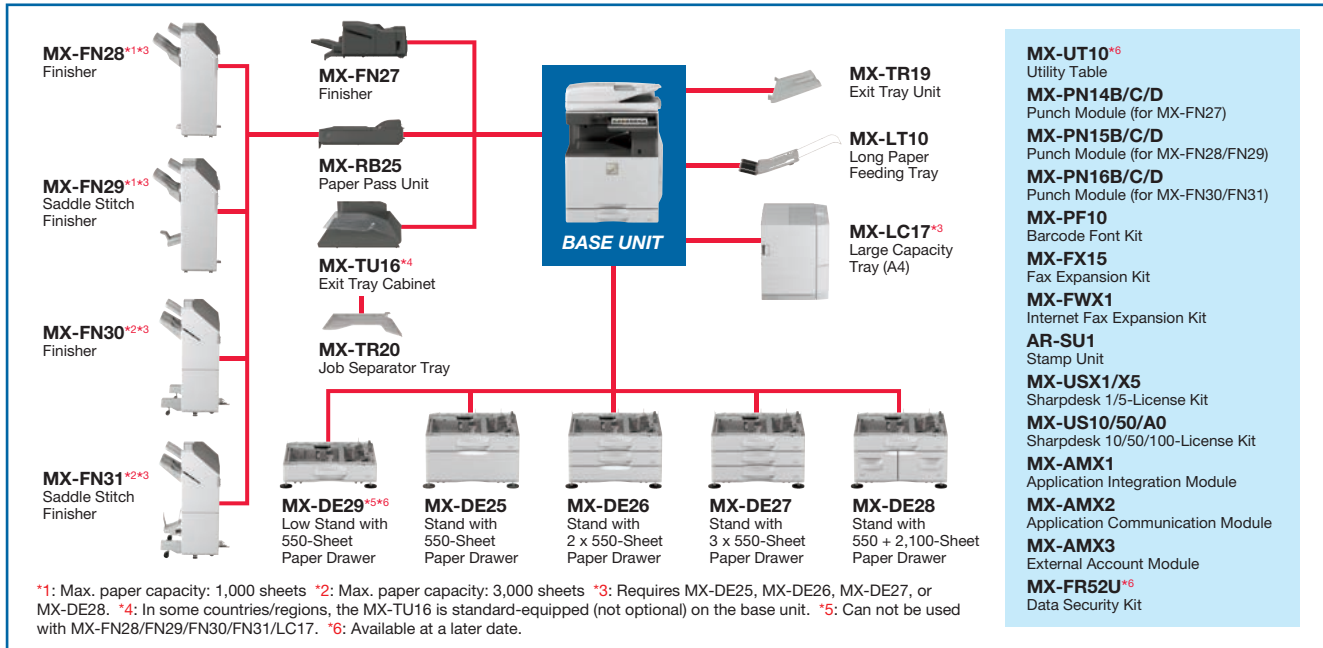 MX-FN28*1*3
Finisher
MX-FN29*1*3
Saddle Stitch
Finisher
MX-FN30*2*3
Finisher
MX-FN31*2*3
Saddle Stitch
Finisher
MX-FN27
Finisher
MX-RB25
Paper Pass Unit
MX-TU16*4
Exit Tray Cabinet
MX-TR20
Job Separator Tray
BASE UNIT
MX-TR19
Exit Tray Unit
MX-LT10
Long Paper
Feeding Tray
MX-LC17*3
Large Capacity
Tray (A4)
MX-DE29*5*6
Low Stand with
550-Sheet
Paper Drawer
MX-DE25
Stand with
550-Sheet
Paper Drawer
MX-DE26
Stand with
2 x 550-Sheet
Paper Drawer
MX-DE27
Stand with
3 x 550-Sheet
Paper Drawer
MX-DE28
Stand with
550 + 2,100-Sheet
Paper Drawer
*1: Max. paper capacity: 1,000 sheets *2: Max. paper capacity: 3,000 sheets *3: Requires MX-DE25, MX-DE26, MX-DE27, or
MX-DE28. *4: In some countries/regions, the MX-TU16 is standard-equipped (not optional) on the base unit. *5: Can not be used
with MX-FN28/FN29/FN30/FN31/LC17. *6: Available at a later date.
MX-UT10*6
Utility Table
MX-PN14B/C/D
Punch Module (for MX-FN27)
MX-PN15B/C/D
Punch Module (for MX-FN28/FN29)
MX-PN16B/C/D
Punch Module (for MX-FN30/FN31)
MX-PF10
Barcode Font Kit
MX-FX15
Fax Expansion Kit
MX-FWX1
Internet Fax Expansion Kit
AR-SU1
Stamp Unit
MX-USX1/X5
Sharpdesk 1/5-License Kit
MX-US10/50/A0
Sharpdesk 10/50/100-License Kit
MX-AMX1
Application Integration Module
MX-AMX2
Application Communication Module
MX-AMX3
External Account Module
MX-FR52U*6
Data Security Kit